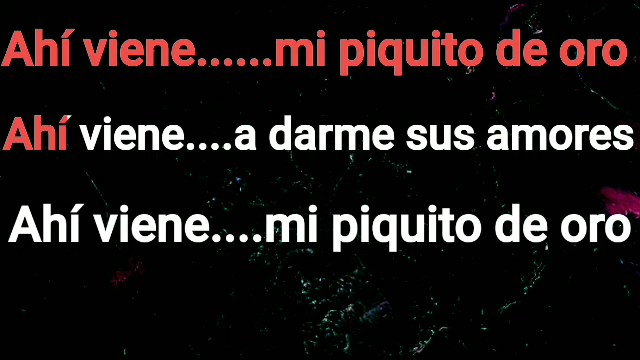 Ahí viene......mi piquito de oro
Ahí viene....a darme sus amores
Ahí viene....mi piquito de oro